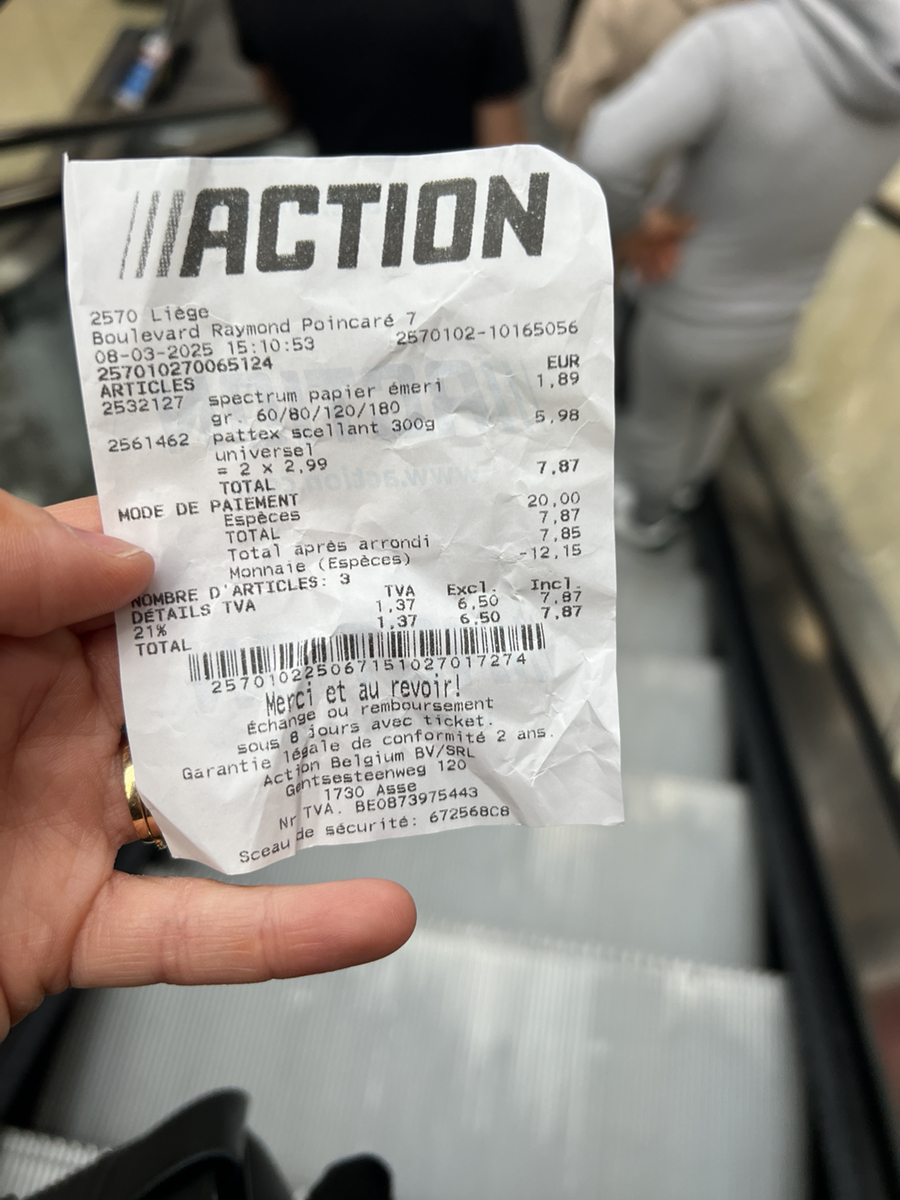 ///ACTION
2570 Liège
Boulevard Raymond Poincaré 7
08-03-2025 15:10:53 2570102-10165056
257010270065124
ARTICLES EUR
2532127 spectrum papier émeri 1,89
gr. 60/80/120/180
2561462 pattex scellant 300g 5,98
universel
= 2 x 2,99
TOTAL 7,87
MODE DE PAIEMENT
Espèces 20,00
TOTAL 7,87
Total après arrondi 7,85
Monnaie (Espèces) -12,15
NOMBRE D'ARTICLES: 3
DÉTAILS TVA TVA Excl. Incl.
21% 1,37 6,50 7,87
TOTAL 1,37 6,50 7,87
257010225067151027017274
Merci et au revoir!
Échange ou remboursement
sous 8 jours avec ticket.
Garantie légale de conformité 2 ans.
Action Belgium BV/SRL
Gentsesteenweg 120
1730 Asse
Nr TVA. BE0873975443
Sceau de sécurité: 672568C8